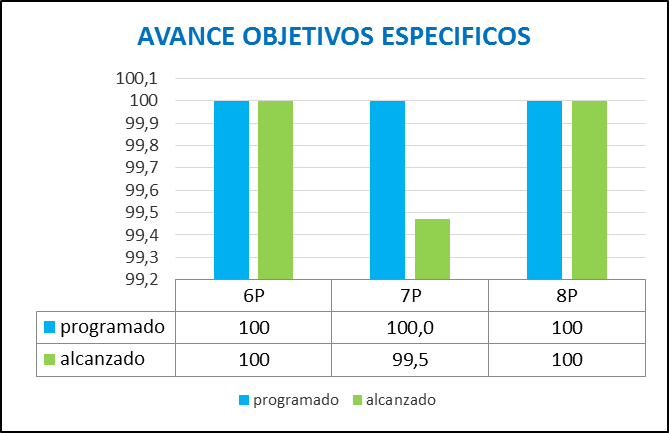 AVANCE OBJETIVOS ESPECIFICOS
100,1
100
99,9
99,8
99,7
99,6
99,5
99,4
99,3
99,2
6P 7P 8P
programado 100 100,0 100
alcanzado 100 99,5 100
programado alcanzado